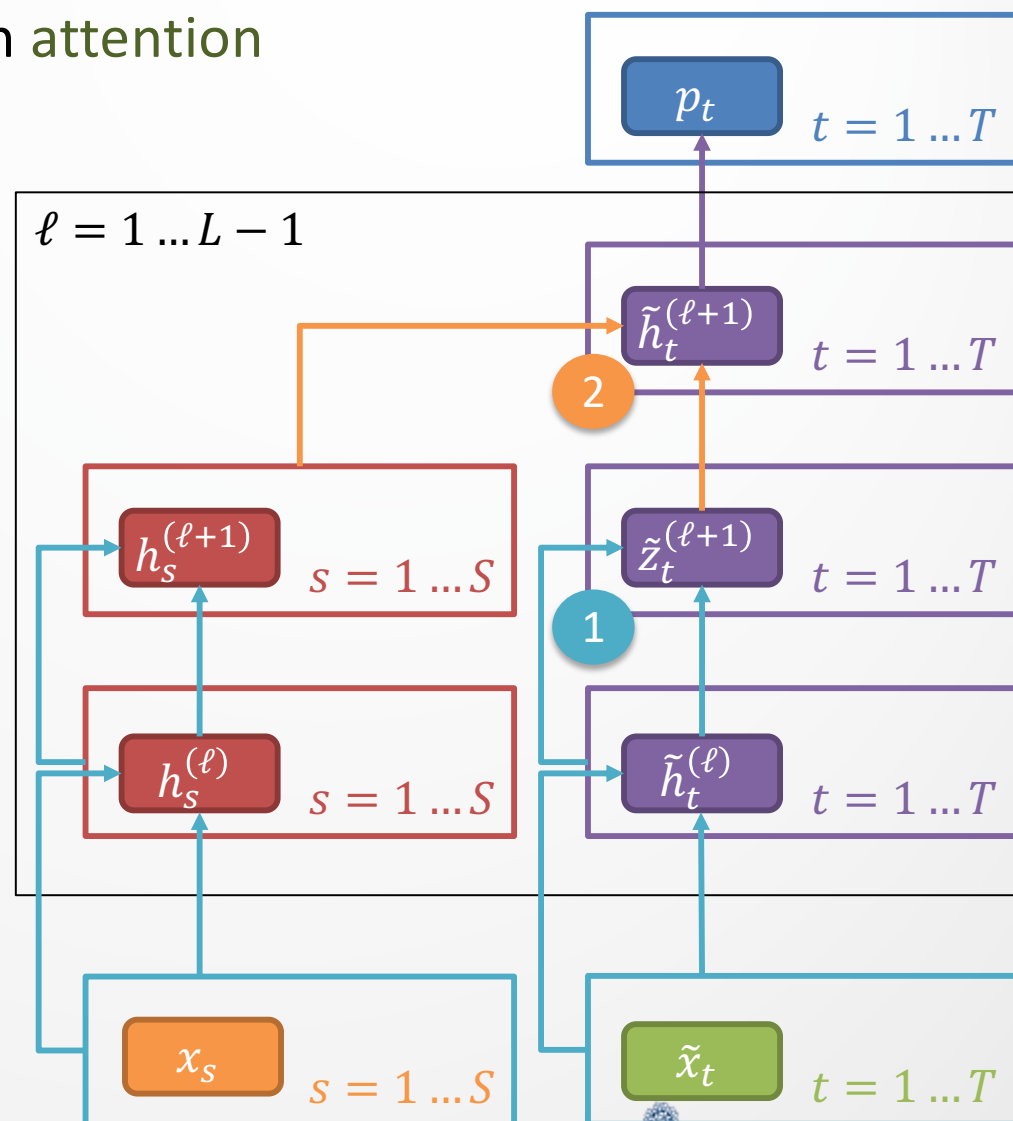 n attention
p_t
t = 1 … T
ℓ = 1 … L − 1
h̃_t^(ℓ+1)
t = 1 … T
2
h_s^(ℓ+1)
s = 1 … S
z̃_t^(ℓ+1)
t = 1 … T
1
h_s^(ℓ)
s = 1 … S
h̃_t^(ℓ)
t = 1 … T
x_s
s = 1 … S
x̃_t
t = 1 … T